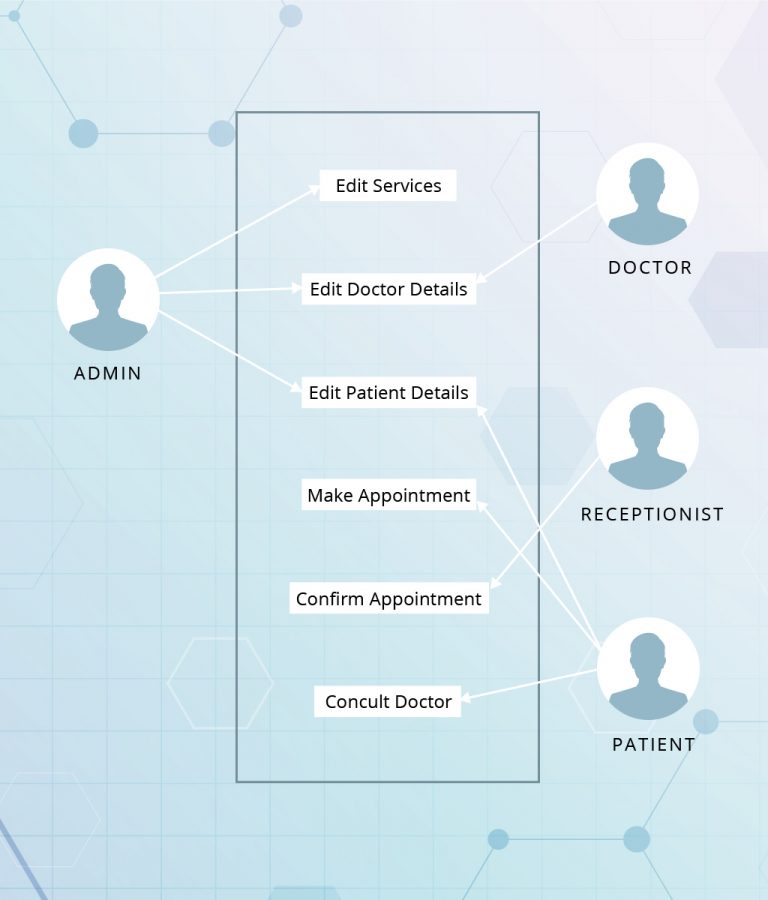 Edit Services
DOCTOR
Edit Doctor Details
ADMIN
Edit Patient Details
Make Appointment
RECEPTIONIST
Confirm Appointment
Concult Doctor
PATIENT